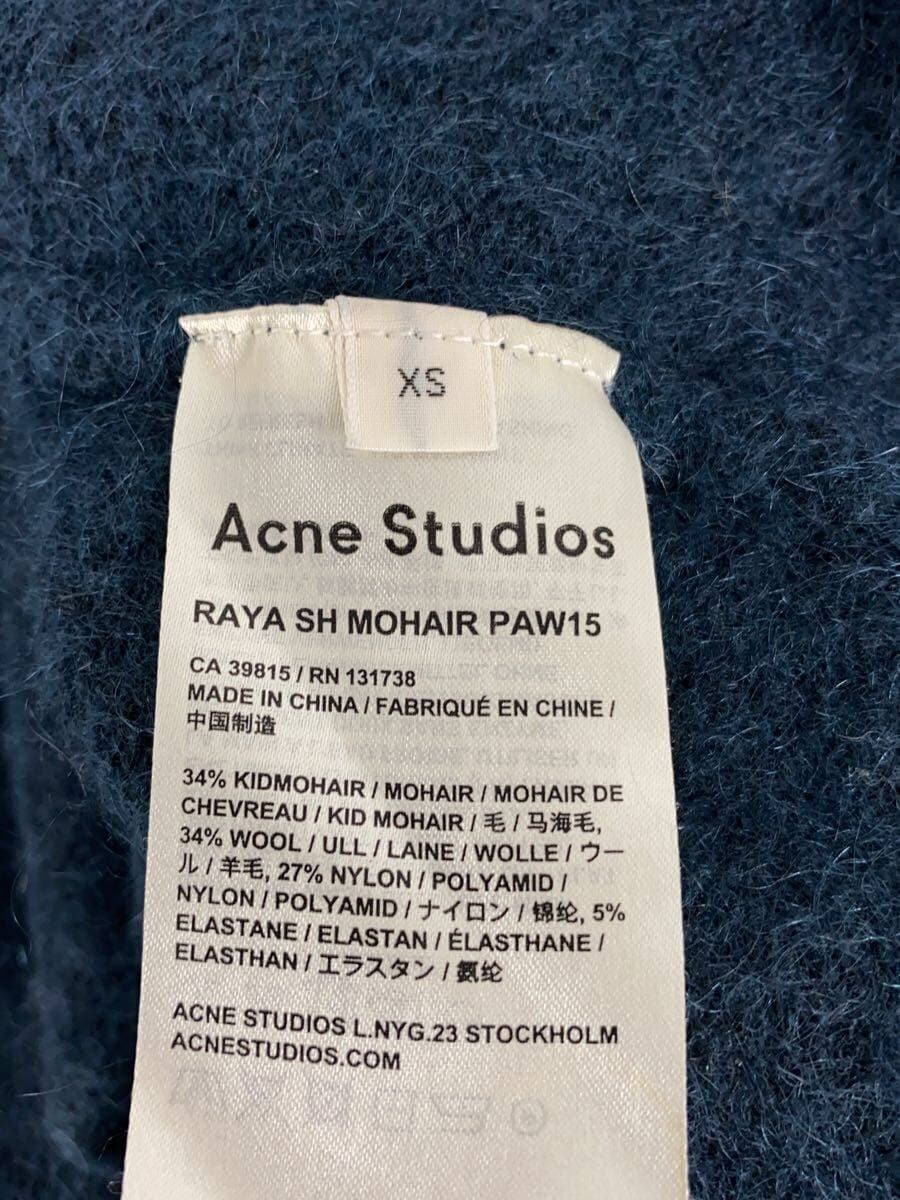 XS
Acne Studios
RAYA SH MOHAIR PAW15
CA 39815 / RN 131738
MADE IN CHINA / FABRIQUÉ EN CHINE /
中国制造
34% KIDMOHAIR / MOHAIR / MOHAIR DE
CHEVREAU / KID MOHAIR / 毛 / 马海毛,
34% WOOL / ULL / LAINE / WOLLE / ウー
ル / 羊毛, 27% NYLON / POLYAMID /
NYLON / POLYAMID / ナイロン / 锦纶, 5%
ELASTANE / ELASTAN / ÉLASTHANE /
ELASTHAN / エラスタン / 氨纶
ACNE STUDIOS L.NYG.23 STOCKHOLM
ACNESTUDIOS.COM